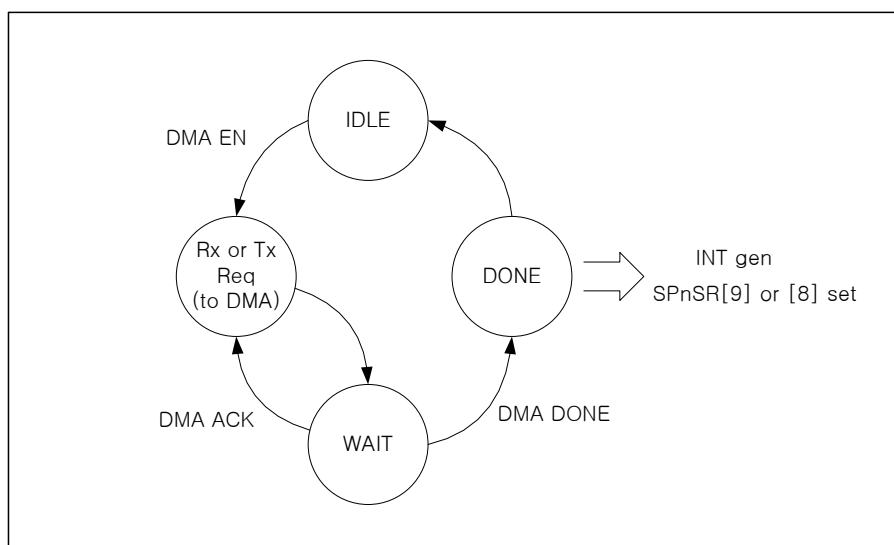 IDLE
DMA EN
Rx or Tx
Req
(to DMA)
DONE
INT gen
SPnSR[9] or [8] set
DMA ACK
WAIT
DMA DONE